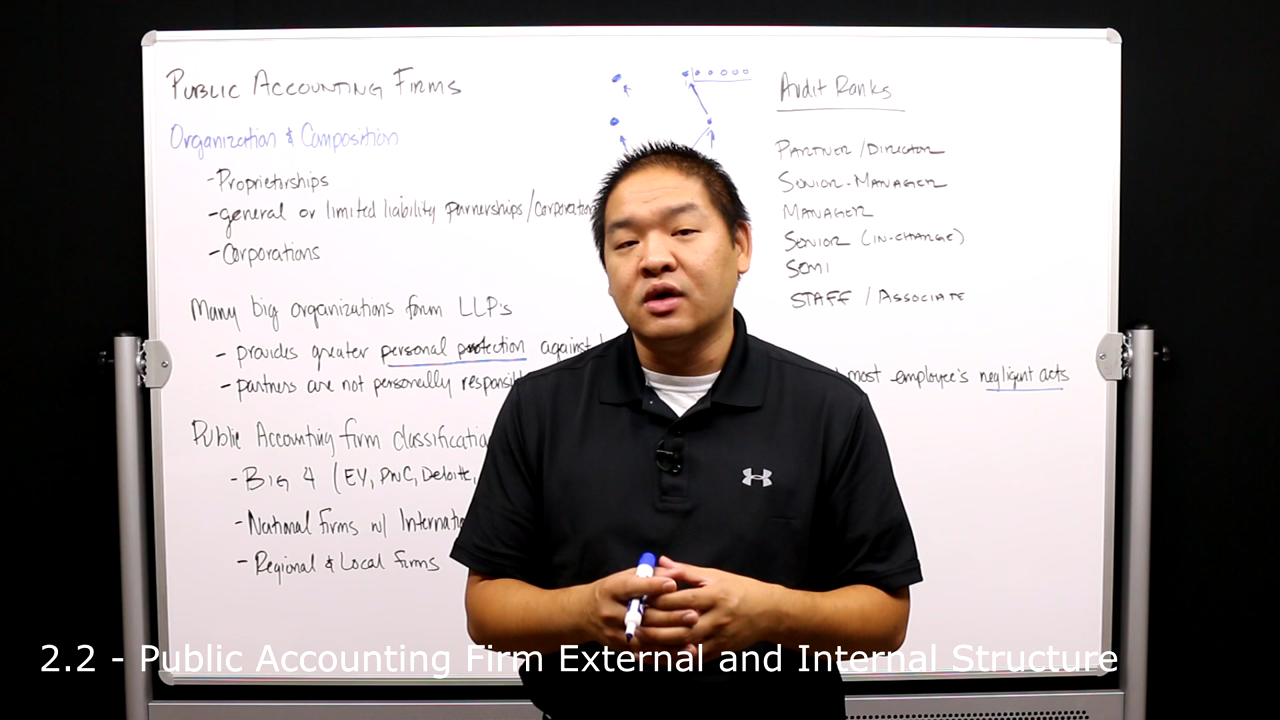 PUBLIC ACCOUNTING FIRMS
Organization & Composition
- Proprietorships
- general or limited liability parnerships/corporations
- Corporations
Many big organizations form LLP's
- provides greater personal protection against
- partners are not personally responsible most employee's negligent acts
Public Accounting firm classification
- BIG 4 (EY, PWC, Deloitte,
- National Firms w/ Internatio
- Regional & Local firms
Audit Ranks
PARTNER / DIRECTOR
SENIOR-MANAGER
MANAGER
SENIOR (IN-CHARGE)
SEMI
STAFF / ASSOCIATE
2.2 - Public Accounting Firm External and Internal Structure